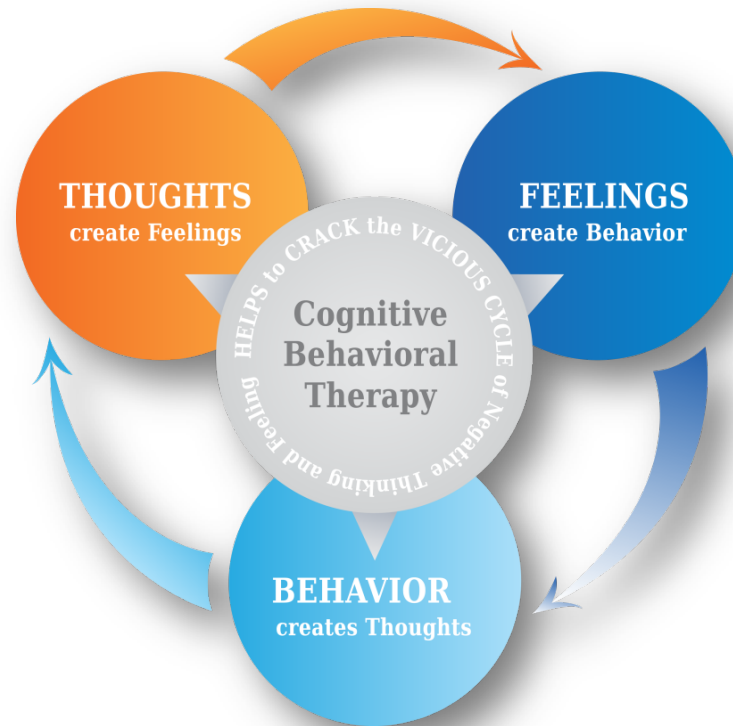 THOUGHTS
create Feelings
FEELINGS
create Behavior
HELPS to CRACK the VICIOUS CYCLE of Negative Thinking and Feeling
Cognitive
Behavioral
Therapy
BEHAVIOR
creates Thoughts